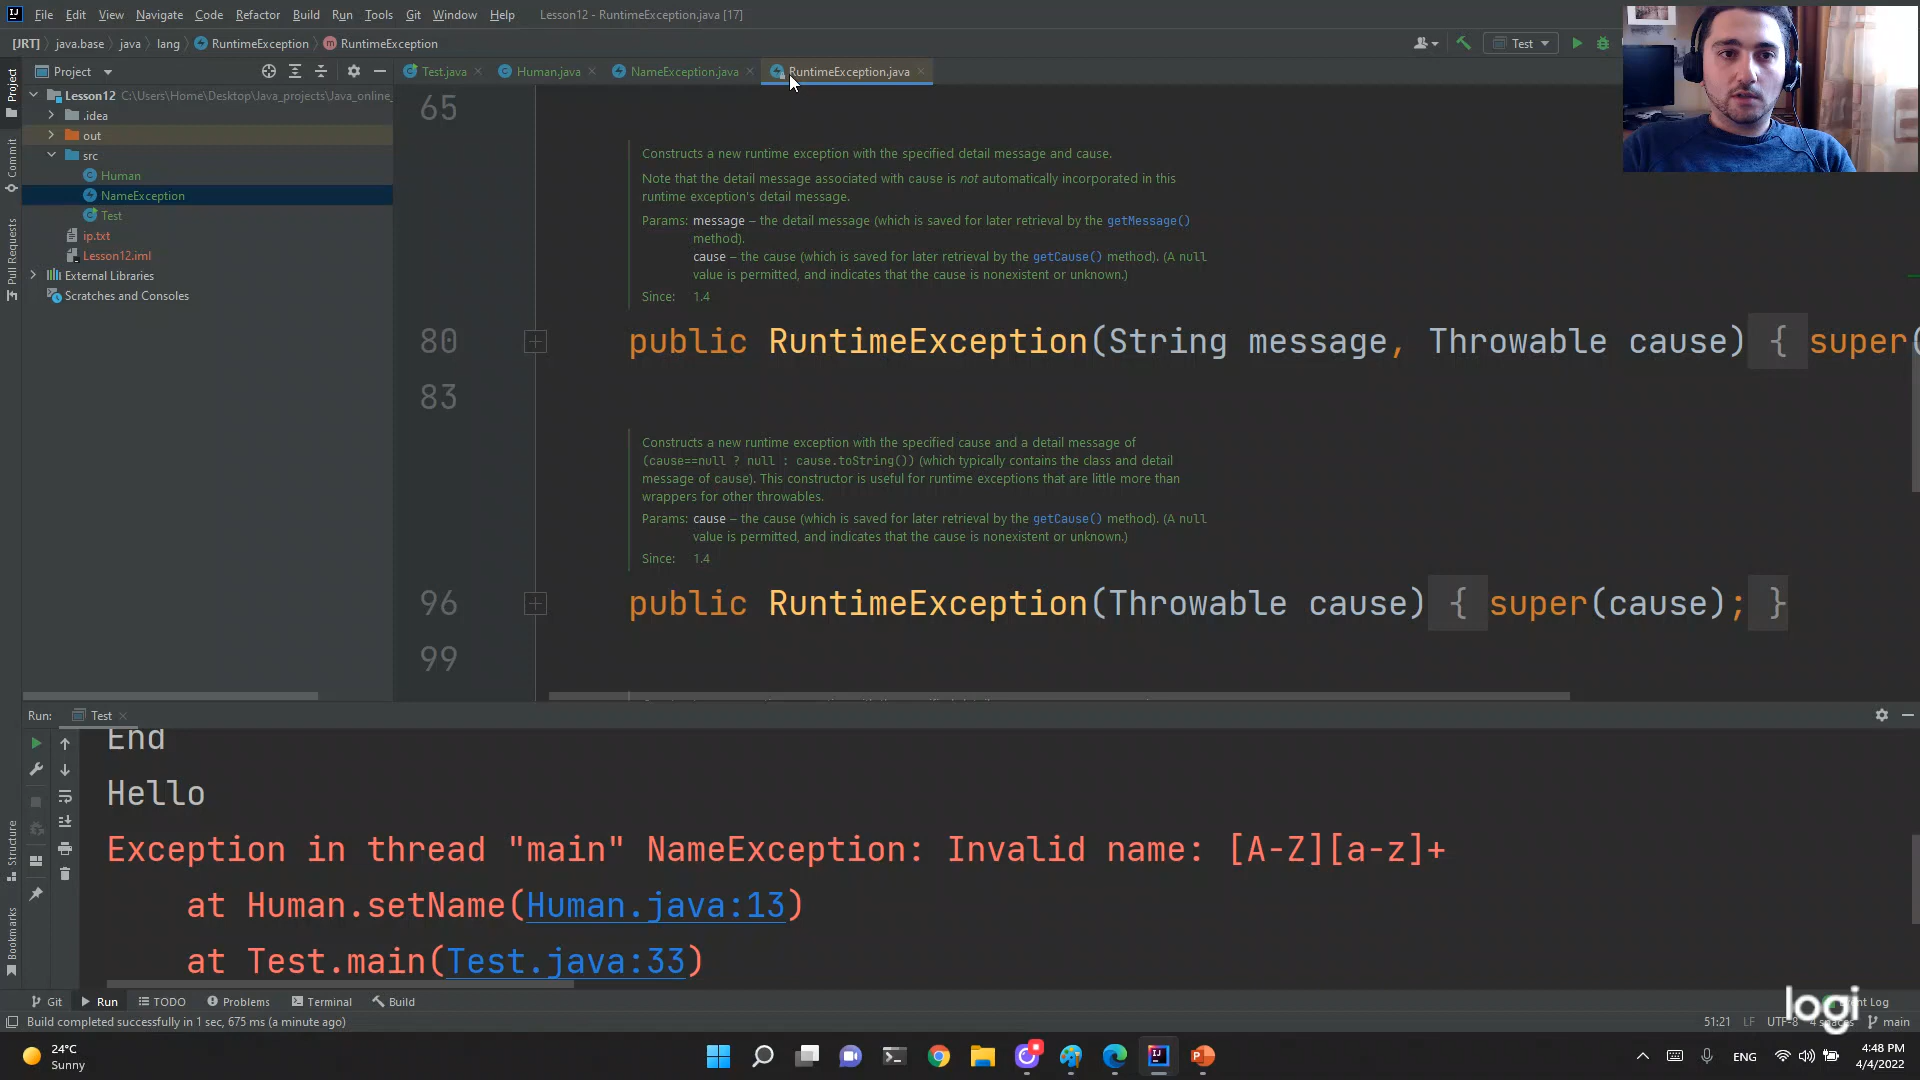 File Edit View Navigate Code Refactor Build Run Tools Git Window Help Lesson12 - RuntimeException.java [17]
[JRT] java.base java lang RuntimeException RuntimeException Test
Project
Project
Commit
Pull Requests
Structure
Bookmarks
Test.java Human.java NameException.java RuntimeException.java
Lesson12 C:\Users\Home\Desktop\Java_projects\Java_online_
.idea
out
src
Human
NameException
Test
ip.txt
Lesson12.iml
External Libraries
Scratches and Consoles
65
Constructs a new runtime exception with the specified detail message and cause.
Note that the detail message associated with cause is not automatically incorporated in this
runtime exception's detail message.
Params: message – the detail message (which is saved for later retrieval by the getMessage()
method).
cause – the cause (which is saved for later retrieval by the getCause() method). (A null
value is permitted, and indicates that the cause is nonexistent or unknown.)
Since: 1.4
80 public RuntimeException(String message, Throwable cause) { super(
83
Constructs a new runtime exception with the specified cause and a detail message of
(cause==null ? null : cause.toString()) (which typically contains the class and detail
message of cause). This constructor is useful for runtime exceptions that are little more than
wrappers for other throwables.
Params: cause – the cause (which is saved for later retrieval by the getCause() method). (A null
value is permitted, and indicates that the cause is nonexistent or unknown.)
Since: 1.4
96 public RuntimeException(Throwable cause) { super(cause); }
99
Run: Test
End
Hello
Exception in thread "main" NameException: Invalid name: [A-Z][a-z]+
at Human.setName(Human.java:13)
at Test.main(Test.java:33)
Git Run TODO Problems Terminal Build Log
logi
Build completed successfully in 1 sec, 675 ms (a minute ago) 51:21 LF UTF-8 4 spaces main
24°C
Sunny
ENG
4:48 PM
4/4/2022